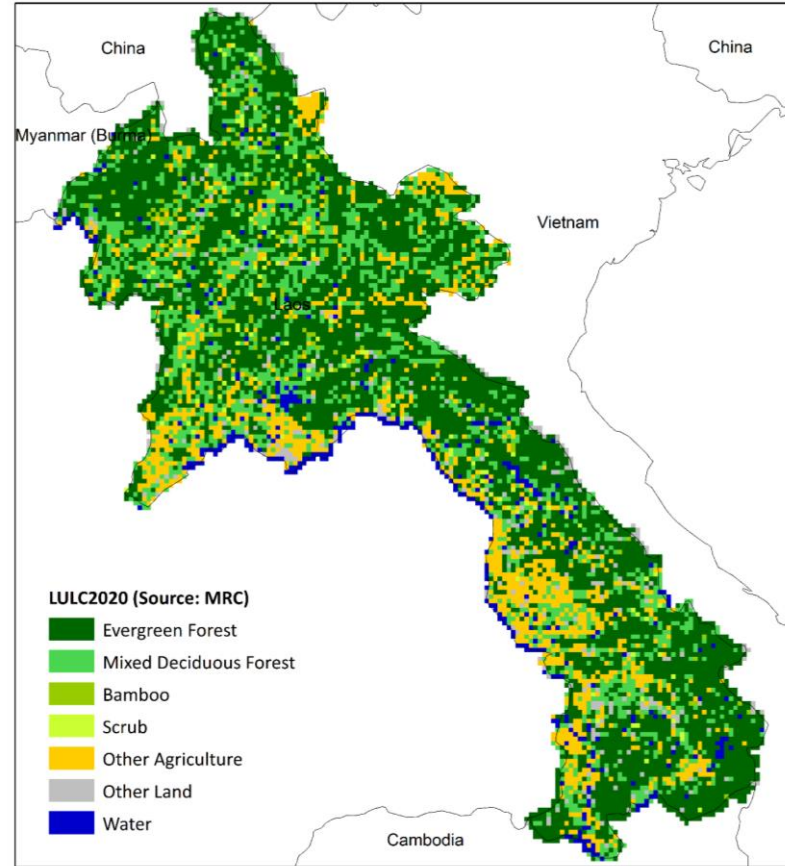 China
China
Myanmar (Burma)
Vietnam
Laos
LULC2020 (Source: MRC)
Evergreen Forest
Mixed Deciduous Forest
Bamboo
Scrub
Other Agriculture
Other Land
Water
Cambodia